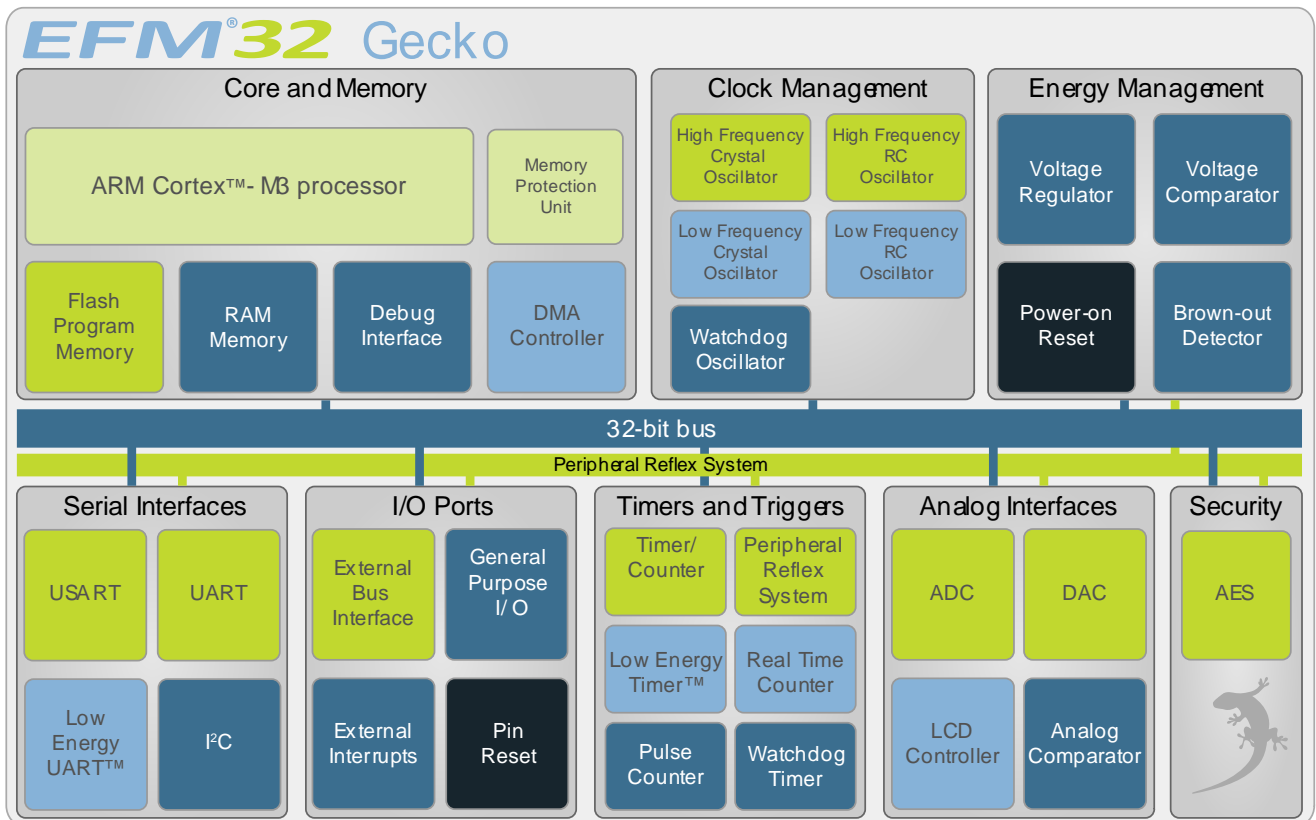 EFM®32 Gecko
Core and Memory
ARM Cortex™- M3 processor
Memory
Protection
Unit
Flash
Program
Memory
RAM
Memory
Debug
Interface
DMA
Controller
Clock Management
High Frequency
Crystal
Oscillator
High Frequency
RC
Oscillator
Low Frequency
Crystal
Oscillator
Low Frequency
RC
Oscillator
Watchdog
Oscillator
Energy Management
Voltage
Regulator
Voltage
Comparator
Power-on
Reset
Brown-out
Detector
32-bit bus
Peripheral Reflex System
Serial Interfaces
USART
UART
Low
Energy
UART™
I²C
I/O Ports
External
Bus
Interface
General
Purpose
I/ O
External
Interrupts
Pin
Reset
Timers and Triggers
Timer/
Counter
Peripheral
Reflex
System
Low Energy
Timer™
Real Time
Counter
Pulse
Counter
Watchdog
Timer
Analog Interfaces
ADC
DAC
LCD
Controller
Analog
Comparator
Security
AES